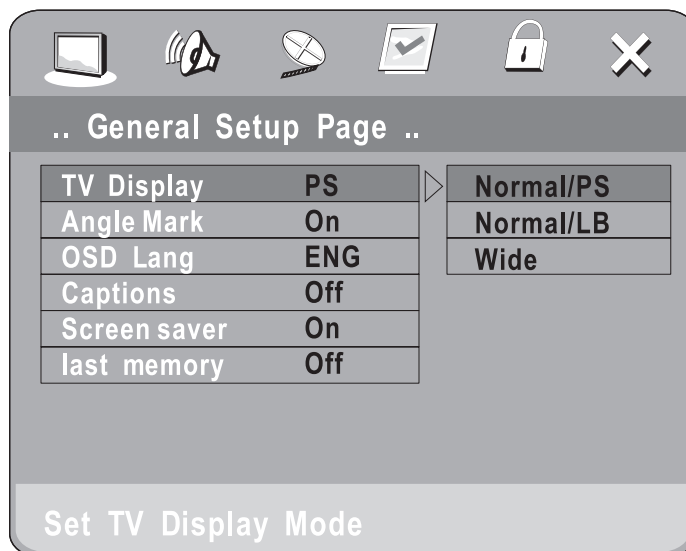 .. General Setup Page ..
TV Display PS Normal/PS
Angle Mark On Normal/LB
OSD Lang ENG Wide
Captions Off
Screen saver On
last memory Off
Set TV Display Mode